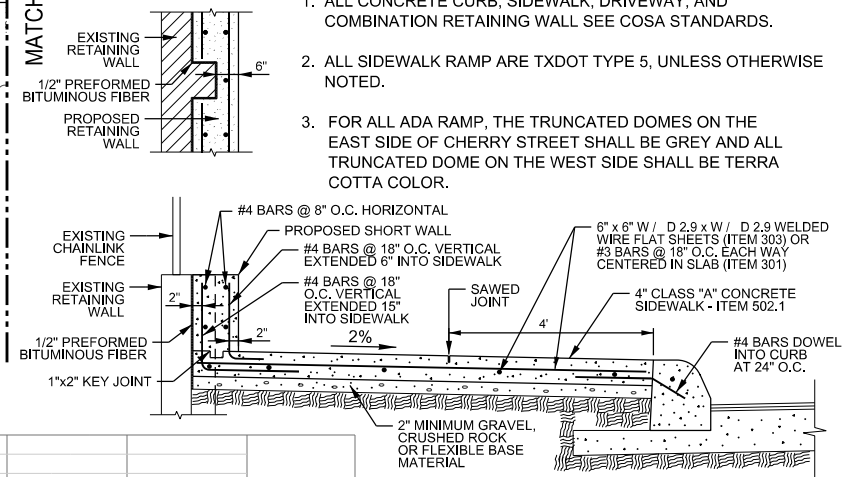 MATCH
1. ALL CONCRETE CURB, SIDEWALK, DRIVEWAY, AND
COMBINATION RETAINING WALL SEE COSA STANDARDS.
2. ALL SIDEWALK RAMP ARE TXDOT TYPE 5, UNLESS OTHERWISE
NOTED.
3. FOR ALL ADA RAMP, THE TRUNCATED DOMES ON THE
EAST SIDE OF CHERRY STREET SHALL BE GREY AND ALL
TRUNCATED DOME ON THE WEST SIDE SHALL BE TERRA
COTTA COLOR.
EXISTING
RETAINING
WALL
1/2" PREFORMED
BITUMINOUS FIBER
PROPOSED
RETAINING
WALL
6"
#4 BARS @ 8" O.C. HORIZONTAL
PROPOSED SHORT WALL
#4 BARS @ 18" O.C. VERTICAL
EXTENDED 6" INTO SIDEWALK
#4 BARS @ 18"
O.C. VERTICAL
EXTENDED 15"
INTO SIDEWALK
EXISTING
CHAINLINK
FENCE
EXISTING
RETAINING
WALL
2"
1/2" PREFORMED
BITUMINOUS FIBER
1"x2" KEY JOINT
2"
2%
SAWED
JOINT
4'
6" x 6" W / D 2.9 x W / D 2.9 WELDED
WIRE FLAT SHEETS (ITEM 303) OR
#3 BARS @ 18" O.C. EACH WAY
CENTERED IN SLAB (ITEM 301)
4" CLASS "A" CONCRETE
SIDEWALK - ITEM 502.1
#4 BARS DOWEL
INTO CURB
AT 24" O.C.
2" MINIMUM GRAVEL,
CRUSHED ROCK
OR FLEXIBLE BASE
MATERIAL